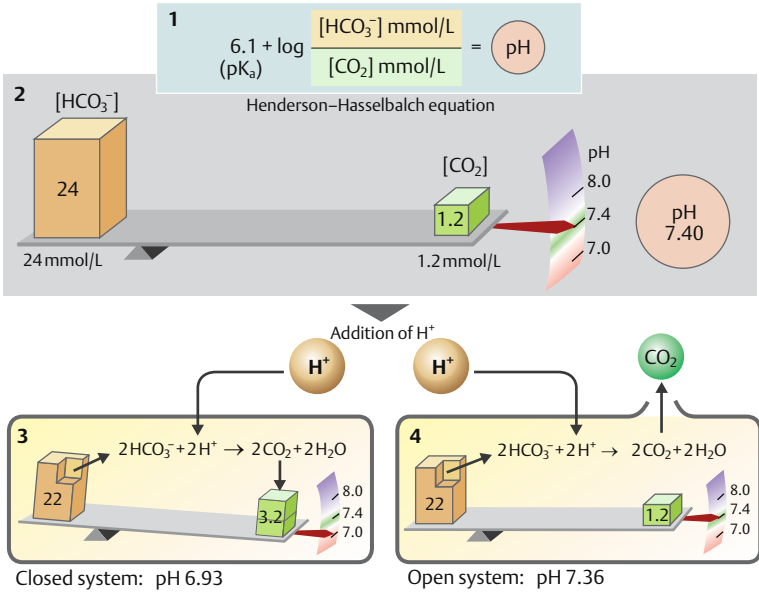 1
6.1 + log [HCO₃⁻] mmol/L / [CO₂] mmol/L = pH
(pKₐ)
Henderson–Hasselbalch equation
2
[HCO₃⁻]
24
24 mmol/L
[CO₂]
1.2
1.2 mmol/L
pH
8.0
7.4
7.0
pH
7.40
Addition of H⁺
H⁺
H⁺
CO₂
3
2HCO₃⁻ + 2H⁺ → 2CO₂ + 2H₂O
22
3.2
8.0
7.4
7.0
Closed system: pH 6.93
4
2HCO₃⁻ + 2H⁺ → 2CO₂ + 2H₂O
22
1.2
8.0
7.4
7.0
Open system: pH 7.36